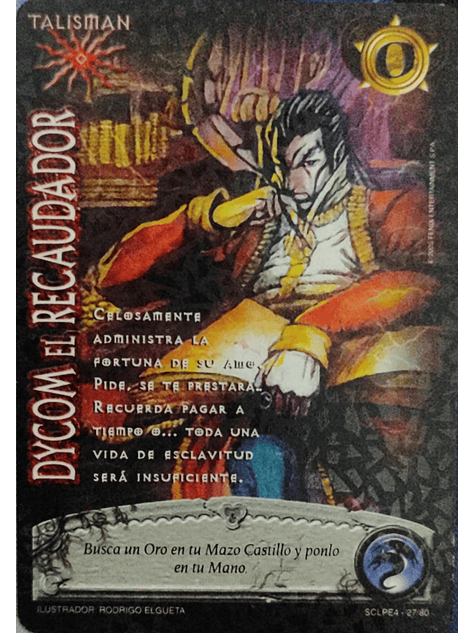 TALISMAN
0
DYCOM EL RECAUDADOR
CELOSAMENTE
ADMINISTRA LA
FORTUNA DE SU AMO.
PIDE, SE TE PRESTARÁ...
RECUERDA PAGAR A
TIEMPO O... TODA UNA
VIDA DE ESCLAVITUD
SERÁ INSUFICIENTE.
Busca un Oro en tu Mazo Castillo y ponlo
en tu Mano.
ILUSTRADOR: RODRIGO ELGUETA
SCLPE4 - 27/80